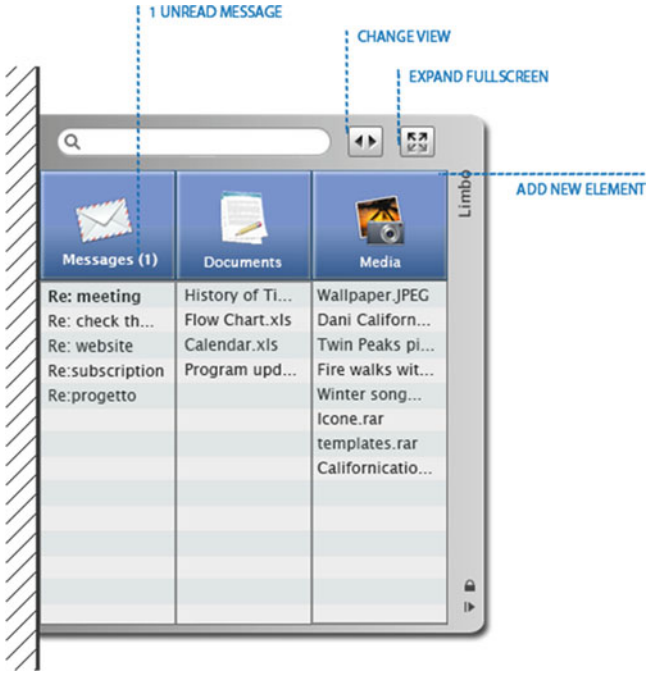 1 UNREAD MESSAGE
CHANGE VIEW
EXPAND FULLSCREEN
ADD NEW ELEMENT
Limbo
Messages (1)
Documents
Media
Re: meeting
Re: check th...
Re: website
Re:subscription
Re:progetto
History of Ti...
Flow Chart.xls
Calendar.xls
Program upd...
Wallpaper.JPEG
Dani Californ...
Twin Peaks pi...
Fire walks wit...
Winter song...
Icone.rar
templates.rar
Californicatio...